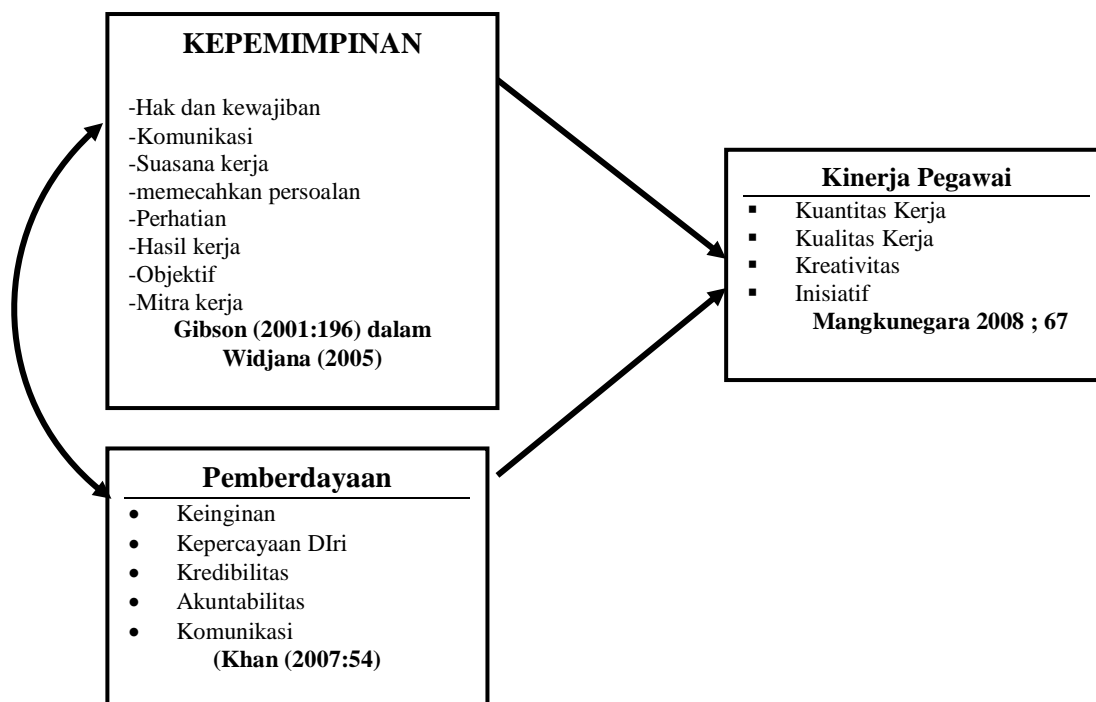 KEPEMIMPINAN
-Hak dan kewajiban
-Komunikasi
-Suasana kerja
-memecahkan persoalan
-Perhatian
-Hasil kerja
-Objektif
-Mitra kerja
Gibson (2001:196) dalam
Widjana (2005)
Kinerja Pegawai
▪ Kuantitas Kerja
▪ Kualitas Kerja
▪ Kreativitas
▪ Inisiatif
Mangkunegara 2008 ; 67
Pemberdayaan
• Keinginan
• Kepercayaan DIri
• Kredibilitas
• Akuntabilitas
• Komunikasi
(Khan (2007:54)